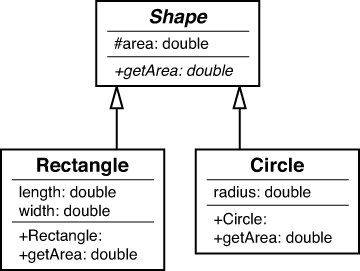 Shape
#area: double
+getArea: double
Rectangle
length: double
width: double
+Rectangle:
+getArea: double
Circle
radius: double
+Circle:
+getArea: double